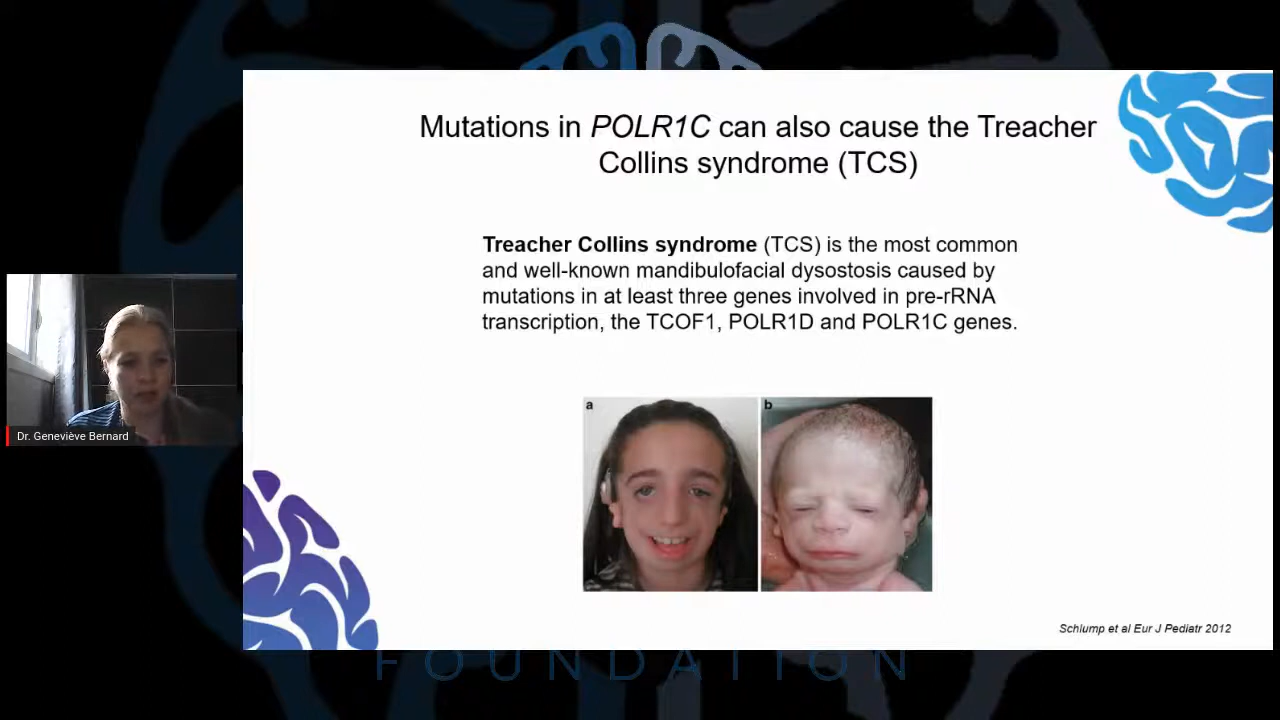 Mutations in POLR1C can also cause the Treacher
Collins syndrome (TCS)
Treacher Collins syndrome (TCS) is the most common
and well-known mandibulofacial dysostosis caused by
mutations in at least three genes involved in pre-rRNA
transcription, the TCOF1, POLR1D and POLR1C genes.
a
b
Dr. Geneviève Bernard
Schlump et al Eur J Pediatr 2012
FOUNDATION